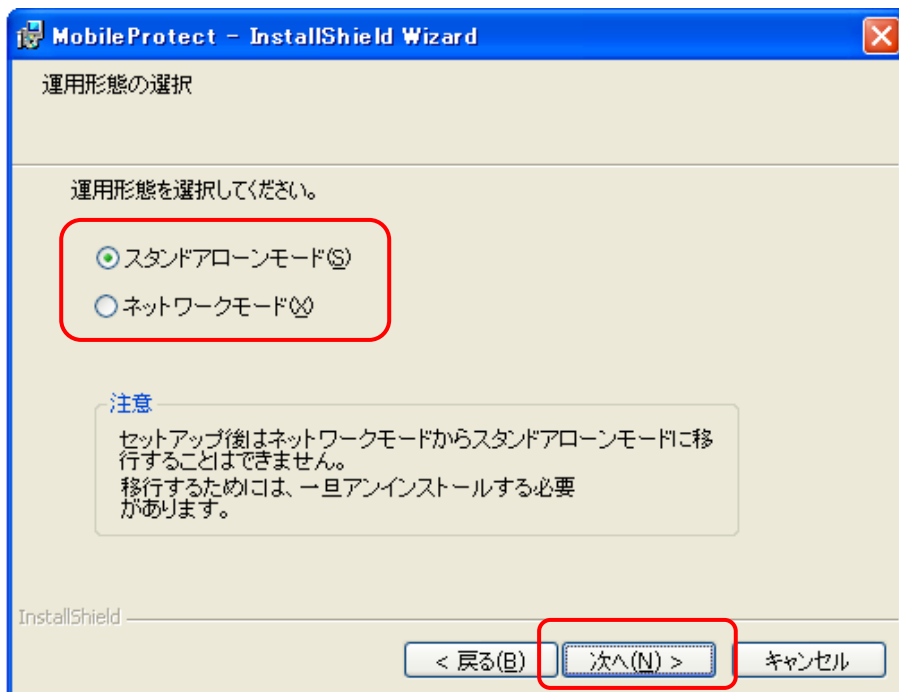 MobileProtect - InstallShield Wizard
運用形態の選択
運用形態を選択してください。
スタンドアローンモード(S)
ネットワークモード(X)
注意
セットアップ後はネットワークモードからスタンドアローンモードに移
行することはできません。
移行するためには、一旦アンインストールする必要
があります。
InstallShield
< 戻る(B)
次へ(N) >
キャンセル